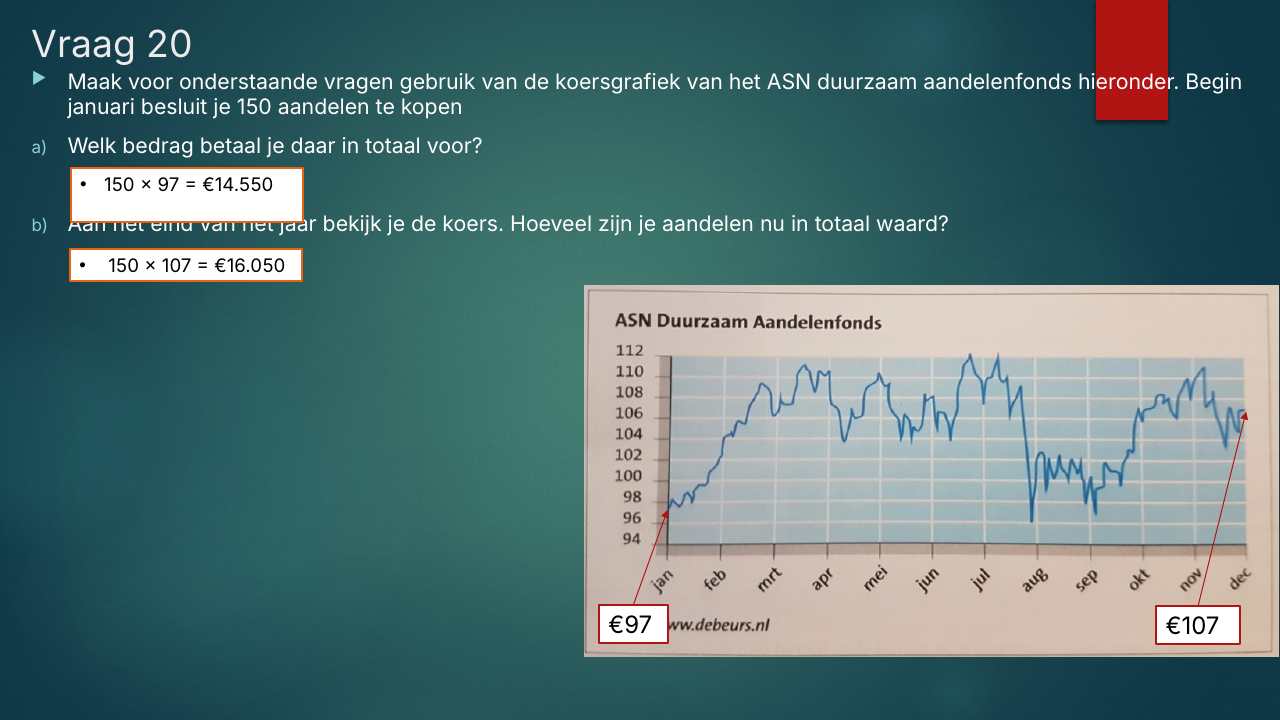 Vraag 20
Maak voor onderstaande vragen gebruik van de koersgrafiek van het ASN duurzaam aandelenfonds hieronder. Begin
januari besluit je 150 aandelen te kopen
a) Welk bedrag betaal je daar in totaal voor?
• 150 × 97 = €14.550
b) Aan het eind van het jaar bekijk je de koers. Hoeveel zijn je aandelen nu in totaal waard?
• 150 × 107 = €16.050
ASN Duurzaam Aandelenfonds
112
110
108
106
104
102
100
98
96
94
jan feb mrt apr mei jun jul aug sep okt nov dec
€97
ww.debeurs.nl
€107